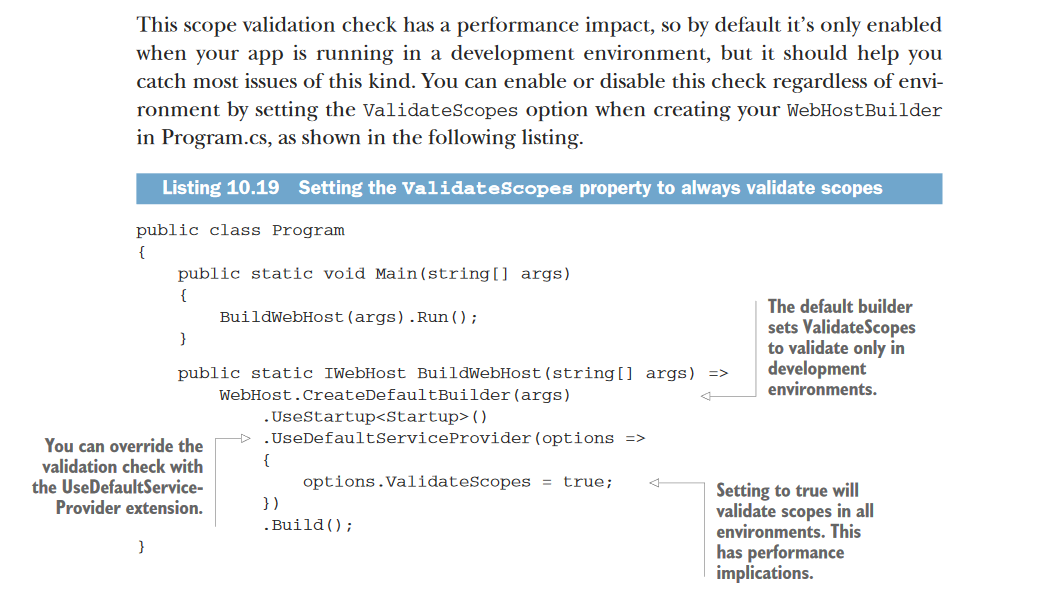 This scope validation check has a performance impact, so by default it's only enabled
when your app is running in a development environment, but it should help you
catch most issues of this kind. You can enable or disable this check regardless of envi-
ronment by setting the ValidateScopes option when creating your WebHostBuilder
in Program.cs, as shown in the following listing.
Listing 10.19 Setting the ValidateScopes property to always validate scopes
public class Program
{
public static void Main(string[] args)
{
BuildWebHost(args).Run();
}
The default builder
sets ValidateScopes
to validate only in
development
environments.
public static IWebHost BuildWebHost(string[] args) =>
WebHost.CreateDefaultBuilder(args)
.UseStartup<Startup>()
.UseDefaultServiceProvider(options =>
{
options.ValidateScopes = true;
})
.Build();
}
You can override the
validation check with
the UseDefaultService-
Provider extension.
Setting to true will
validate scopes in all
environments. This
has performance
implications.